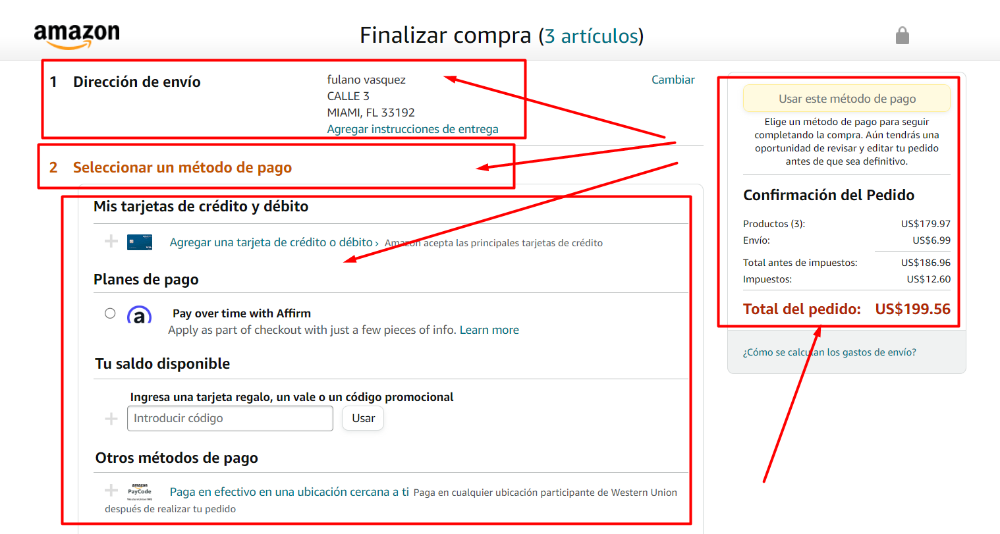 amazon
Finalizar compra (3 artículos)
1 Dirección de envío
fulano vasquez
CALLE 3
MIAMI, FL 33192
Agregar instrucciones de entrega
Cambiar
2 Seleccionar un método de pago
Mis tarjetas de crédito y débito
Agregar una tarjeta de crédito o débito › Amazon acepta las principales tarjetas de crédito
Planes de pago
a Pay over time with Affirm
Apply as part of checkout with just a few pieces of info. Learn more
Tu saldo disponible
Ingresa una tarjeta regalo, un vale o un código promocional
Introducir código
Usar
Otros métodos de pago
amazon
PayCode
Paga en efectivo en una ubicación cercana a ti Paga en cualquier ubicación participante de Western Union
después de realizar tu pedido
Usar este método de pago
Elige un método de pago para seguir
completando la compra. Aún tendrás una
oportunidad de revisar y editar tu pedido
antes de que sea definitivo.
Confirmación del Pedido
Productos (3): US$179.97
Envío: US$6.99
Total antes de impuestos: US$186.96
Impuestos: US$12.60
Total del pedido: US$199.56
¿Cómo se calculan los gastos de envío?